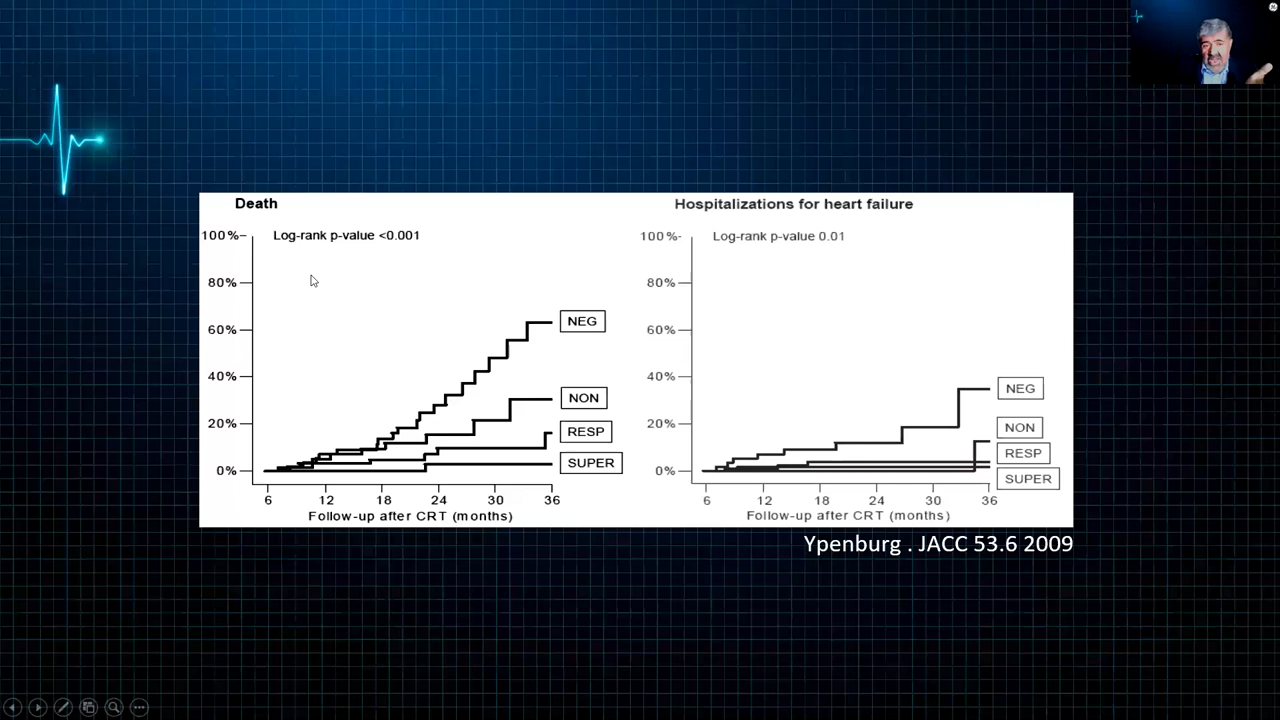 Death
Log-rank p-value <0.001
100%
80%
60%
40%
20%
0%
NEG
NON
RESP
SUPER
6 12 18 24 30 36
Follow-up after CRT (months)
Hospitalizations for heart failure
Log-rank p-value 0.01
100%
80%
60%
40%
20%
0%
NEG
NON
RESP
SUPER
6 12 18 24 30 36
Follow-up after CRT (months)
Ypenburg . JACC 53.6 2009